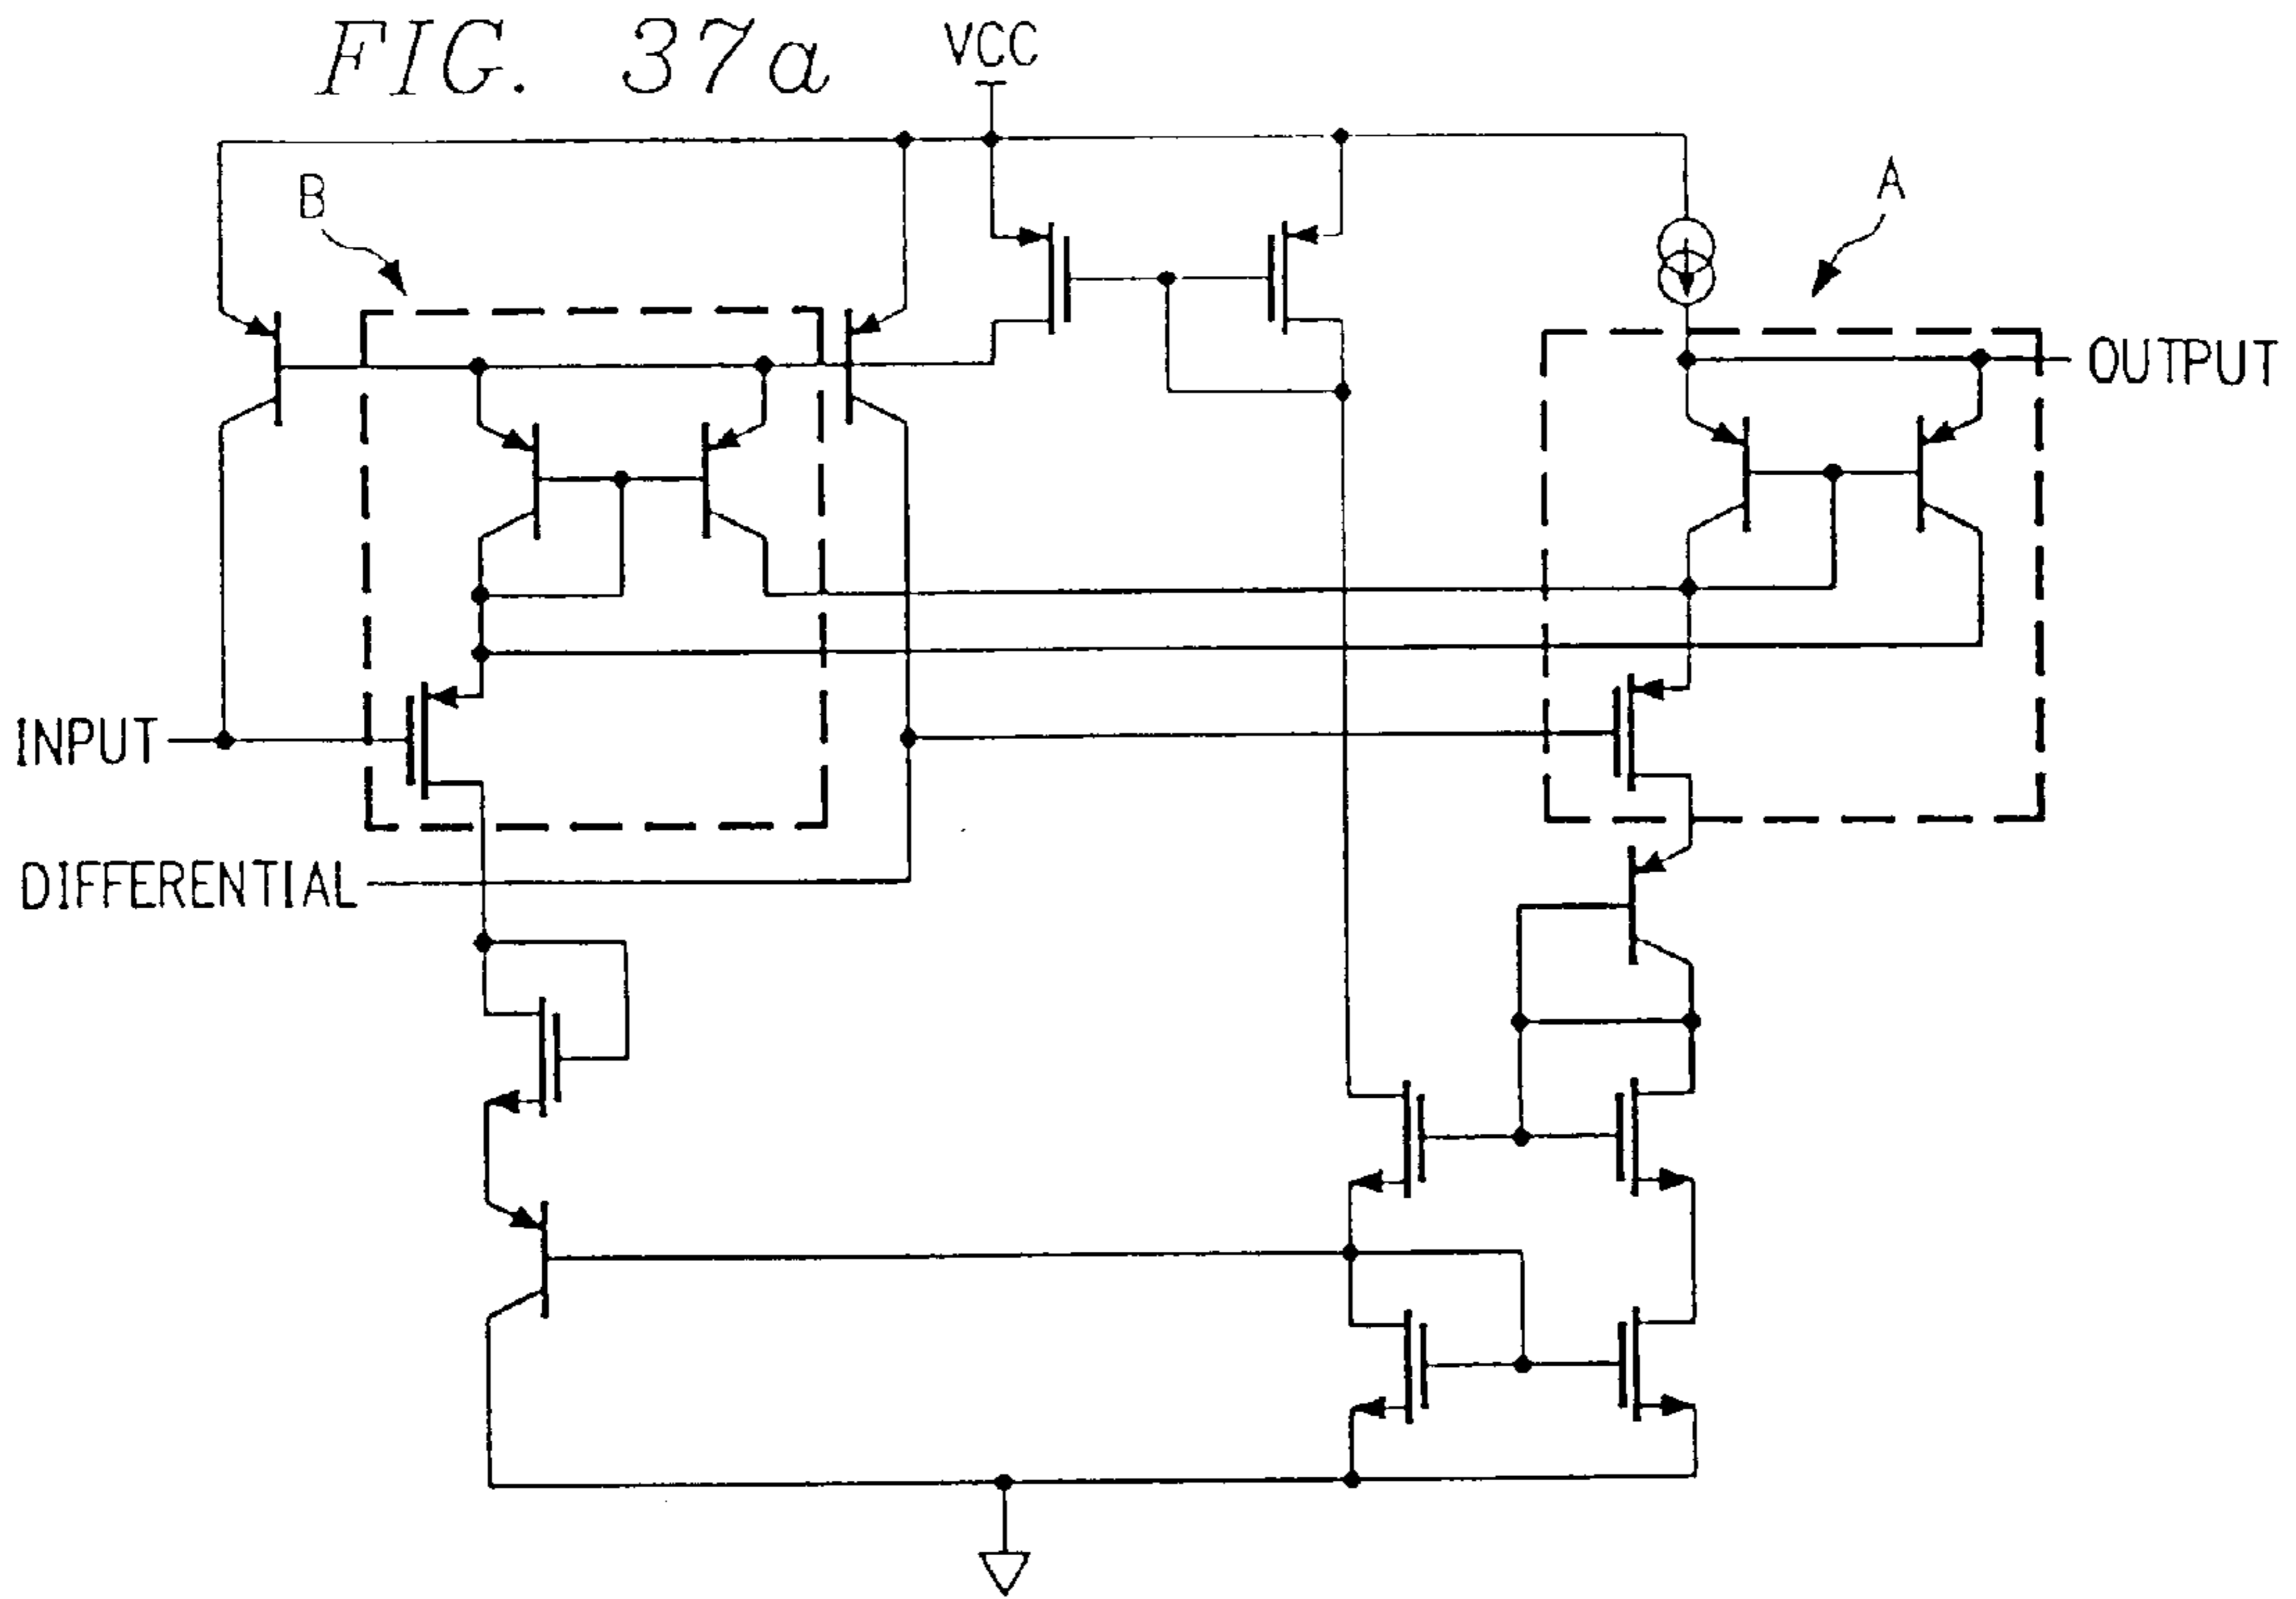 FIG. 37a
VCC
B
A
OUTPUT
INPUT
DIFFERENTIAL